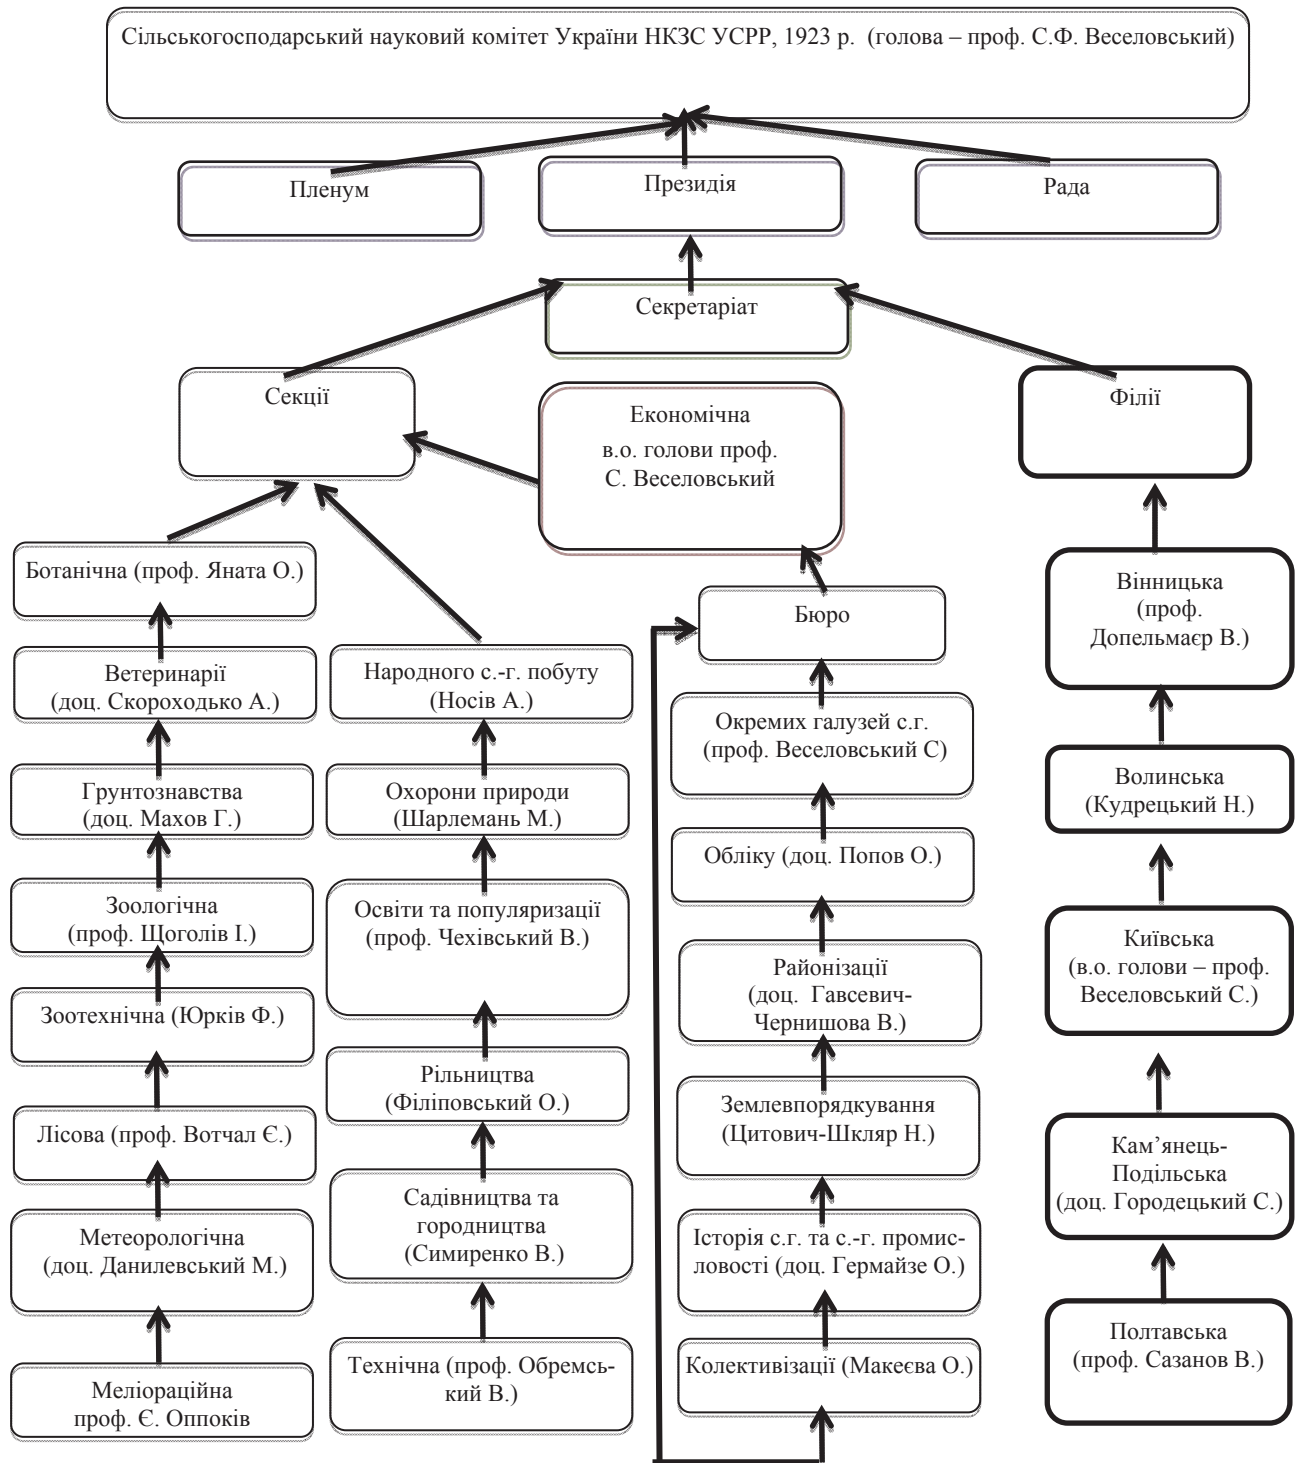 Сільськогосподарський науковий комітет України НКЗС УСРР, 1923 р. (голова – проф. С.Ф. Веселовський)
Пленум
Президія
Рада
Секретаріат
Секції
Економічна
в.о. голови проф.
С. Веселовський
Філії
Ботанічна (проф. Яната О.)
Ветеринарії
(доц. Скороходько А.)
Грунтознавства
(доц. Махов Г.)
Зоологічна
(проф. Щоголів І.)
Зоотехнічна (Юрків Ф.)
Лісова (проф. Вотчал Є.)
Метеорологічна
(доц. Данилевський М.)
Меліораційна
проф. Є. Оппоків
Народного с.-г. побуту
(Носів А.)
Охорони природи
(Шарлемань М.)
Освіти та популяризації
(проф. Чехівський В.)
Рільництва
(Філіповський О.)
Садівництва та
городництва
(Симиренко В.)
Технічна (проф. Обремсь-
кий В.)
Бюро
Окремих галузей с.г.
(проф. Веселовський С)
Обліку (доц. Попов О.)
Районізації
(доц. Гавсевич-
Чернишова В.)
Землевпорядкування
(Цитович-Шкляр Н.)
Історія с.г. та с.-г. промис-
ловості (доц. Гермайзе О.)
Колективізації (Макеєва О.)
Вінницька
(проф.
Допельмаєр В.)
Волинська
(Кудрецький Н.)
Київська
(в.о. голови – проф.
Веселовський С.)
Кам’янець-
Подільська
(доц. Городецький С.)
Полтавська
(проф. Сазанов В.)